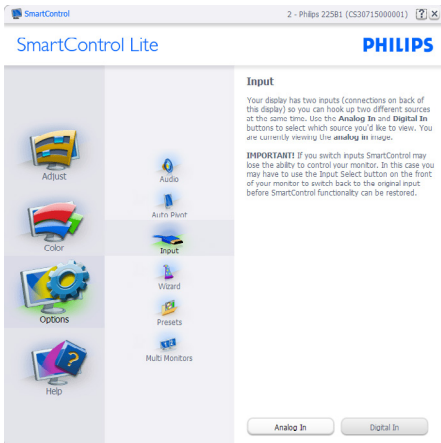 SmartControl
2 - Philips 225B1 (CS30715000001)
SmartControl Lite
PHILIPS
Adjust
Color
Options
Help
Audio
Auto Pivot
Input
Wizard
Presets
Multi Monitors
Input
Your display has two inputs (connections on back of
this display) so you can hook up two different sources
at the same time. Use the Analog In and Digital In
buttons to select which source you'd like to view. You
are currently viewing the analog in image.
IMPORTANT! If you switch inputs SmartControl may
lose the ability to control your monitor. In this case you
may have to use the Input Select button on the front
of your monitor to switch back to the original input
before SmartControl functionality can be restored.
Analog In
Digital In